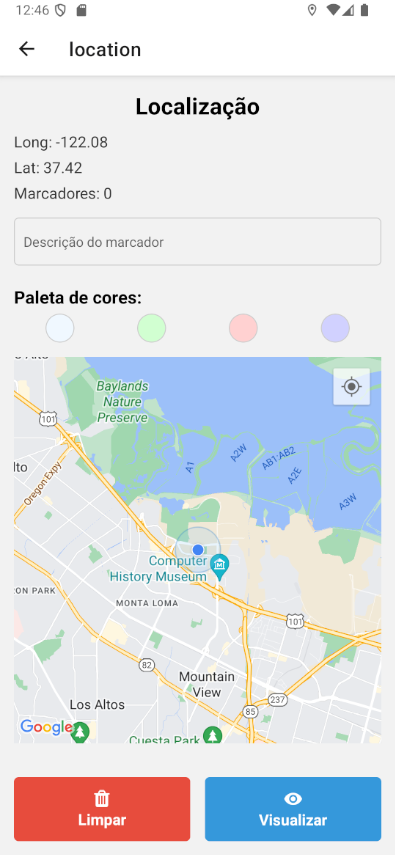 12:46
location
Localização
Long: -122.08
Lat: 37.42
Marcadores: 0
Descrição do marcador
Paleta de cores:
Baylands
Nature
Preserve
101
lto
Oregon Expy
A1
A2W
AB1;AB2
A2E
A3W
Computer
History Museum
ON PARK
MONTA LOMA
101
82
Mountain
View
237
85
Los Altos
Google
Cuesta Park
Limpar
Visualizar